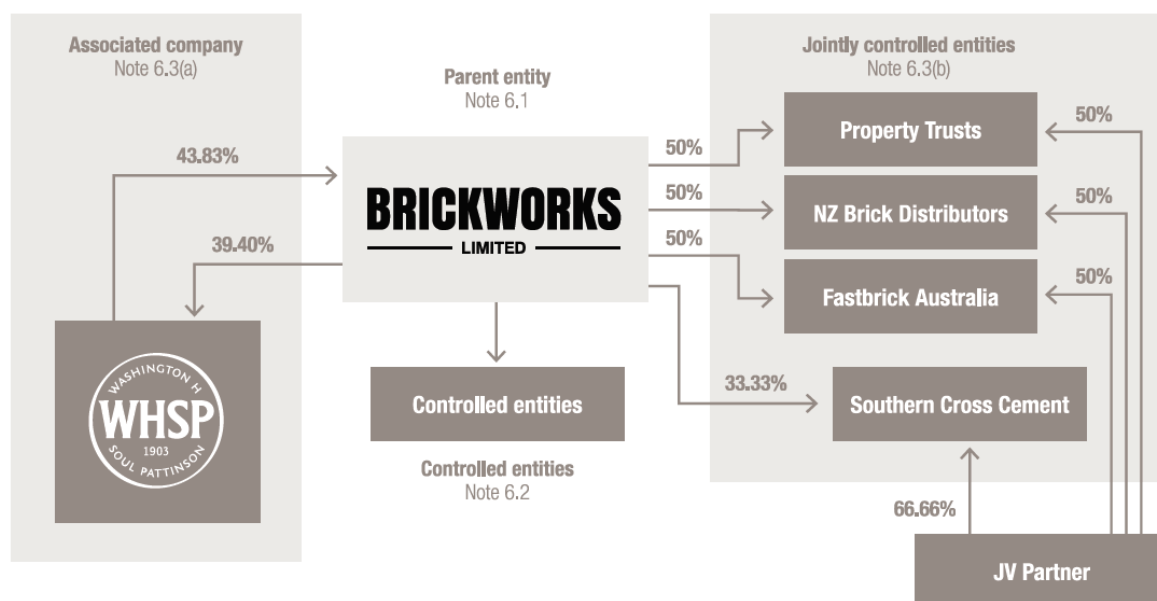 Associated company
Note 6.3(a)
Parent entity
Note 6.1
Jointly controlled entities
Note 6.3(b)
43.83%
39.40%
BRICKWORKS
LIMITED
50%
Property Trusts
50%
50%
NZ Brick Distributors
50%
50%
Fastbrick Australia
50%
WASHINGTON H
WHSP
1903
SOUL PATTINSON
Controlled entities
33.33%
Southern Cross Cement
Controlled entities
Note 6.2
66.66%
JV Partner